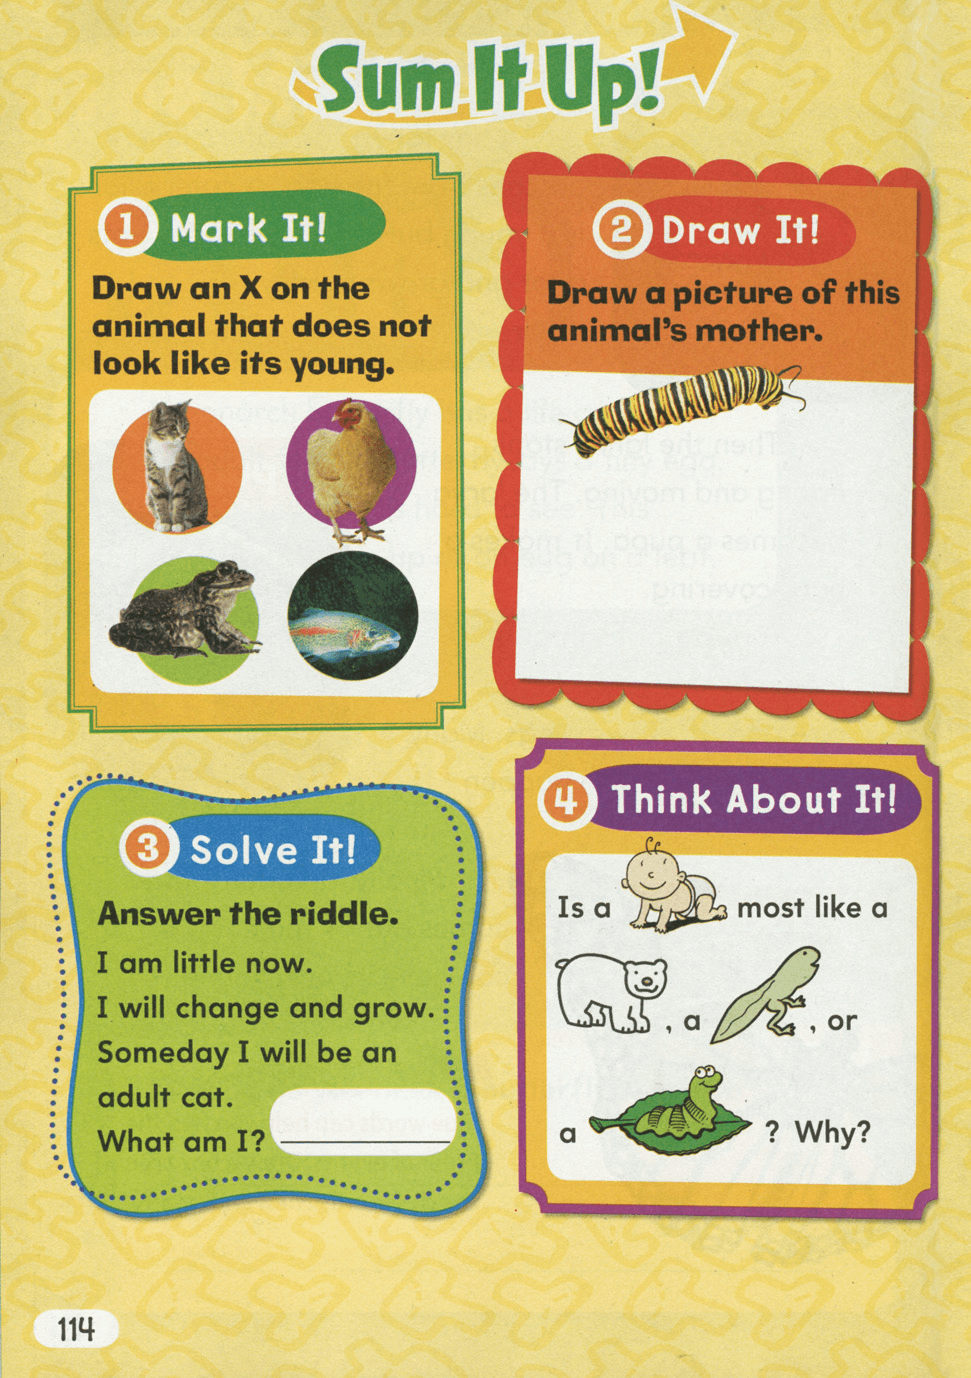 Sum It Up!
1 Mark It!
Draw an X on the
animal that does not
look like its young.
2 Draw It!
Draw a picture of this
animal's mother.
3 Solve It!
Answer the riddle.
I am little now.
I will change and grow.
Someday I will be an
adult cat.
What am I?
4 Think About It!
Is a most like a
, a , or
a ? Why?
114